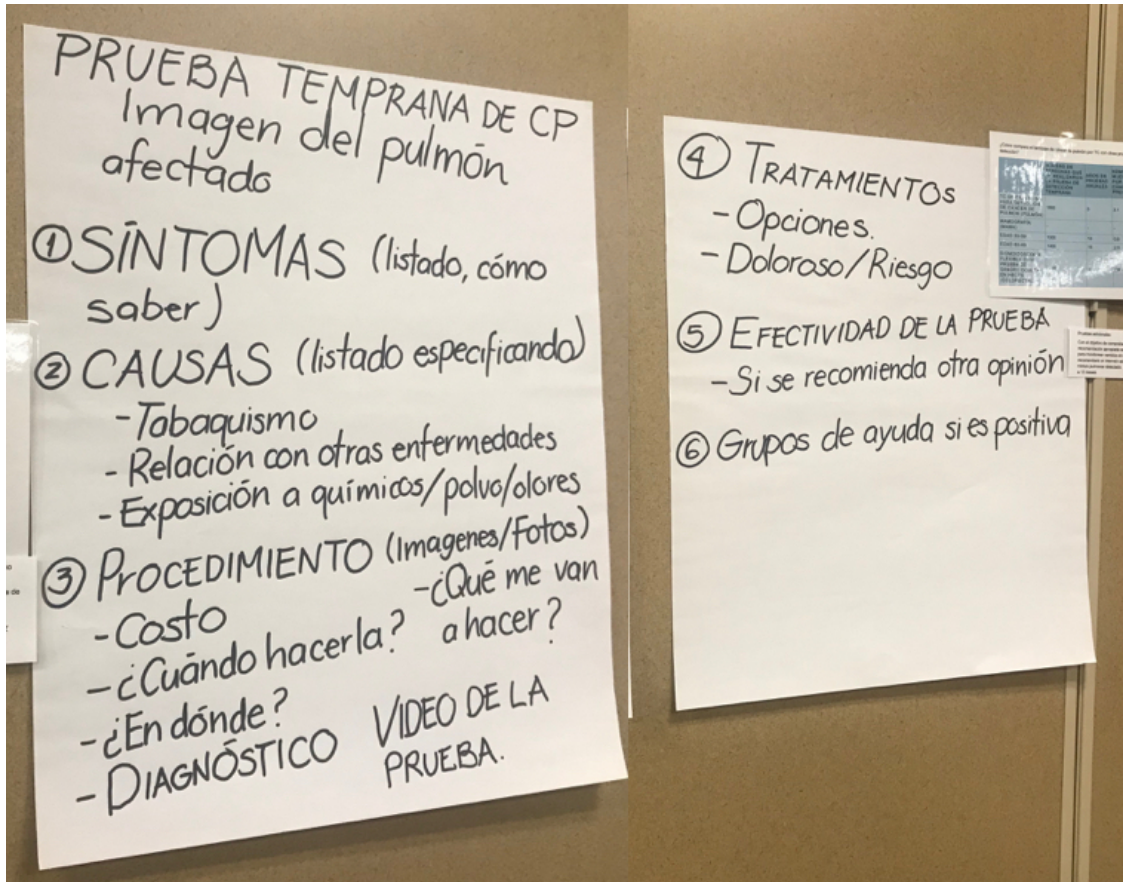 PRUEBA TEMPRANA DE CP
Imagen del pulmón
afectado
① SÍNTOMAS (listado, cómo
saber)
② CAUSAS (listado especificando)
- Tabaquismo
- Relación con otras enfermedades
- Exposición a químicos/polvo/olores
③ PROCEDIMIENTO (Imagenes/Fotos)
- Costo
- ¿Qué me van
a hacer?
- ¿Cuándo hacerla?
- ¿En dónde?
- DIAGNÓSTICO
VIDEO DE LA
PRUEBA.
④ TRATAMIENTOS
- Opciones.
- Doloroso/Riesgo
⑤ EFECTIVIDAD DE LA PRUEBA
- Si se recomienda otra opinión
⑥ Grupos de ayuda si es positiva